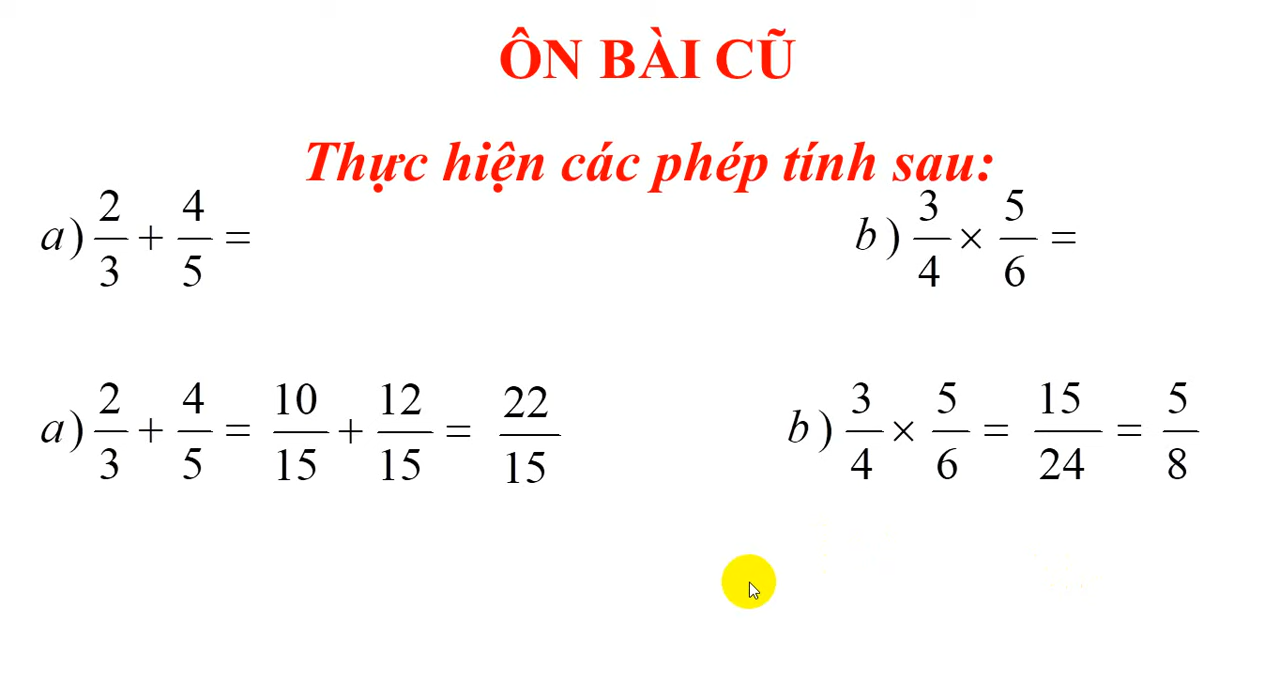 ÔN BÀI CŨ
Thực hiện các phép tính sau:
a) 2/3 + 4/5 =
b) 3/4 × 5/6 =
a) 2/3 + 4/5 = 10/15 + 12/15 = 22/15
b) 3/4 × 5/6 = 15/24 = 5/8